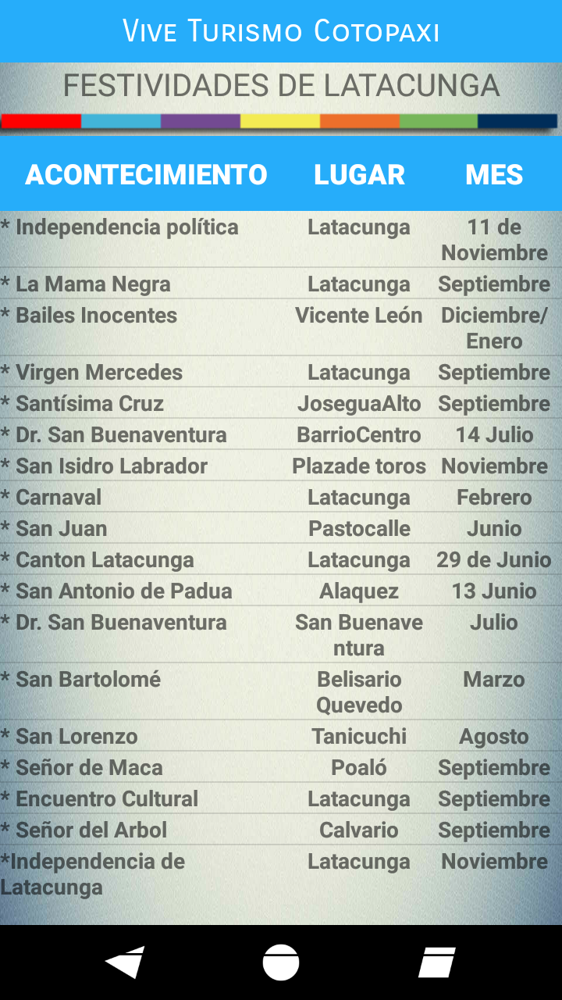 Vive Turismo Cotopaxi
FESTIVIDADES DE LATACUNGA
ACONTECIMIENTO LUGAR MES
* Independencia política Latacunga 11 de
Noviembre
* La Mama Negra Latacunga Septiembre
* Bailes Inocentes Vicente León Diciembre/
Enero
* Virgen Mercedes Latacunga Septiembre
* Santísima Cruz JoseguaAlto Septiembre
* Dr. San Buenaventura BarrioCentro 14 Julio
* San Isidro Labrador Plazade toros Noviembre
* Carnaval Latacunga Febrero
* San Juan Pastocalle Junio
* Canton Latacunga Latacunga 29 de Junio
* San Antonio de Padua Alaquez 13 Junio
* Dr. San Buenaventura San Buenave Julio
ntura
* San Bartolomé Belisario Marzo
Quevedo
* San Lorenzo Tanicuchi Agosto
* Señor de Maca Poaló Septiembre
* Encuentro Cultural Latacunga Septiembre
* Señor del Arbol Calvario Septiembre
*Independencia de Latacunga Noviembre
Latacunga